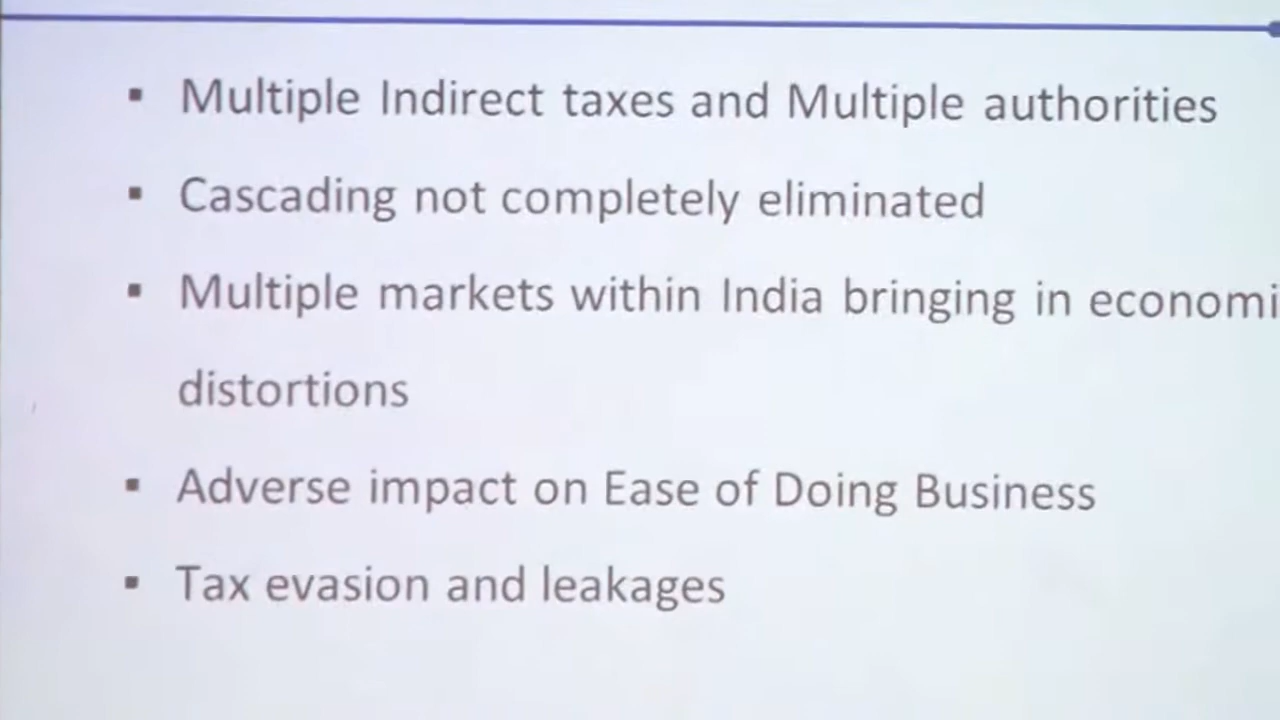 ▪ Multiple Indirect taxes and Multiple authorities
▪ Cascading not completely eliminated
▪ Multiple markets within India bringing in economi
distortions
▪ Adverse impact on Ease of Doing Business
▪ Tax evasion and leakages